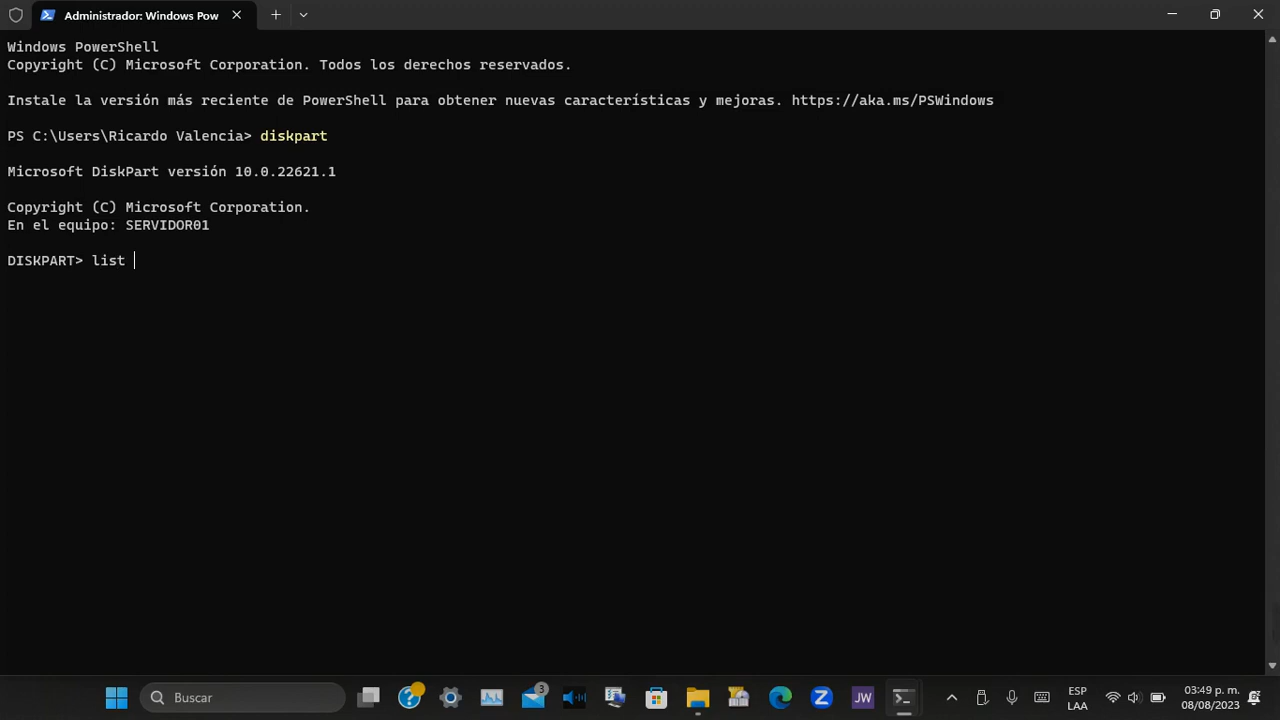 Administrador: Windows Pow
Windows PowerShell
Copyright (C) Microsoft Corporation. Todos los derechos reservados.
Instale la versión más reciente de PowerShell para obtener nuevas características y mejoras. https://aka.ms/PSWindows
PS C:\Users\Ricardo Valencia> diskpart
Microsoft DiskPart versión 10.0.22621.1
Copyright (C) Microsoft Corporation.
En el equipo: SERVIDOR01
DISKPART> list
Buscar
3
Z
JW
ESP
LAA
03:49 p. m.
08/08/2023